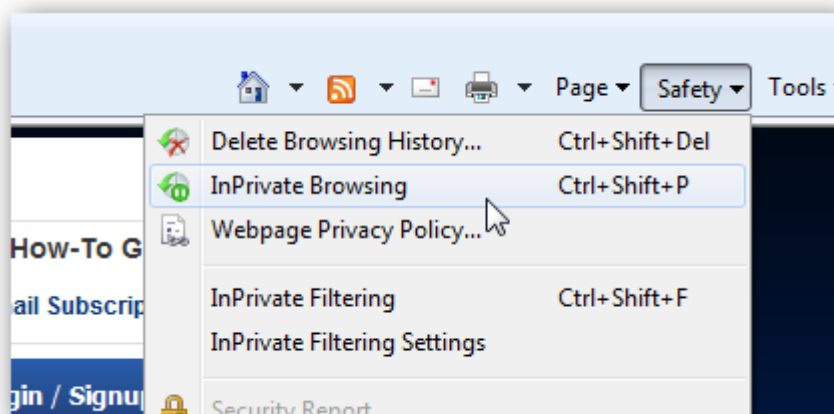 Page Safety Tools
Delete Browsing History... Ctrl+Shift+Del
InPrivate Browsing Ctrl+Shift+P
Webpage Privacy Policy...
How-To G
InPrivate Filtering Ctrl+Shift+F
ail Subscrip
InPrivate Filtering Settings
gin / Signu
Security Report